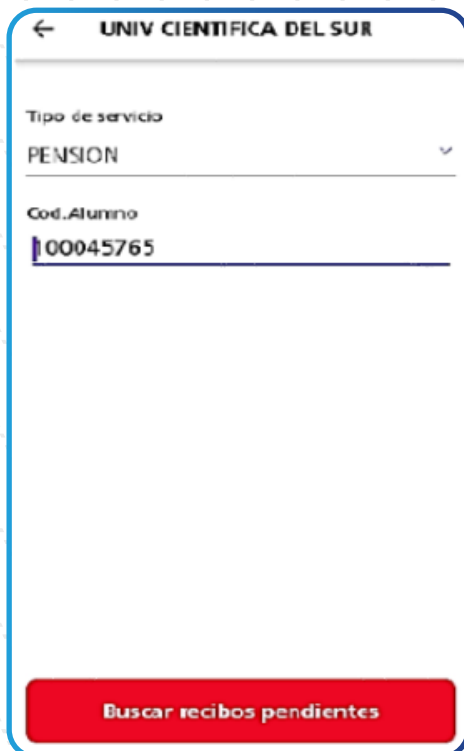 UNIV CIENTIFICA DEL SUR
Tipo de servicio
PENSION
Cod.Alumno
100045765
Buscar recibos pendientes